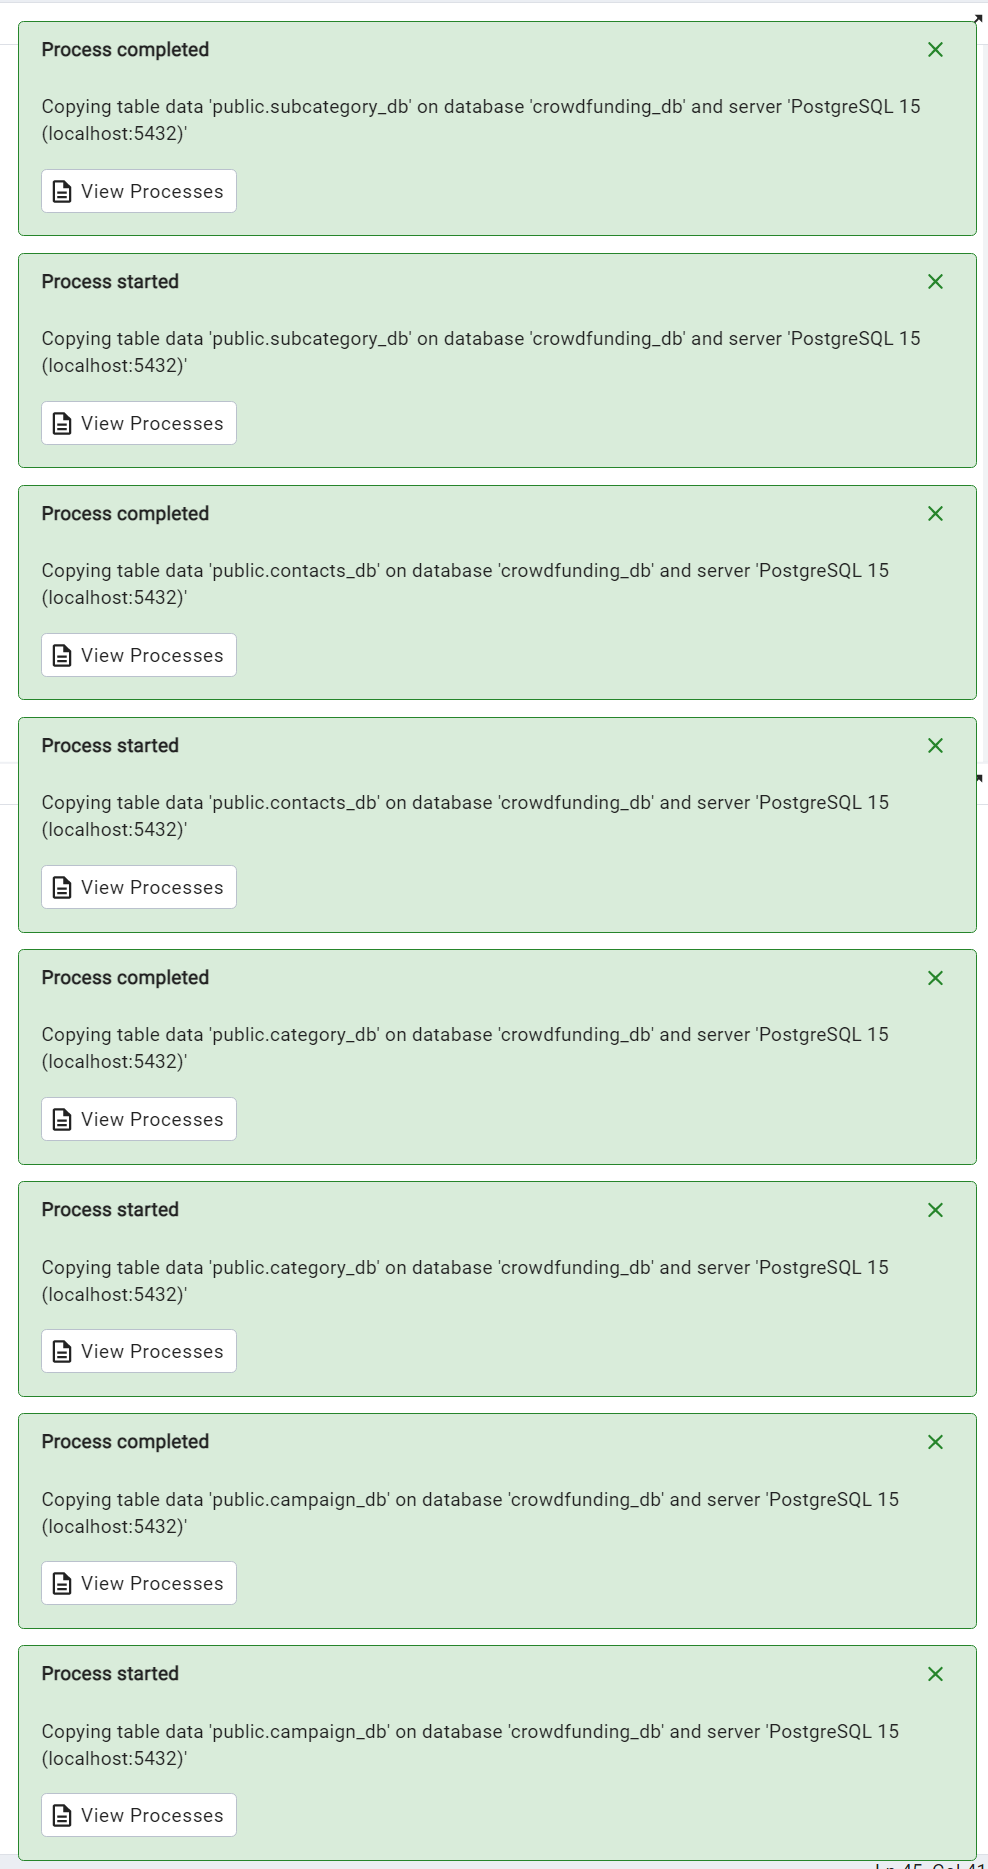 Process completed
Copying table data 'public.subcategory_db' on database 'crowdfunding_db' and server 'PostgreSQL 15
(localhost:5432)'
View Processes
Process started
Copying table data 'public.subcategory_db' on database 'crowdfunding_db' and server 'PostgreSQL 15
(localhost:5432)'
View Processes
Process completed
Copying table data 'public.contacts_db' on database 'crowdfunding_db' and server 'PostgreSQL 15
(localhost:5432)'
View Processes
Process started
Copying table data 'public.contacts_db' on database 'crowdfunding_db' and server 'PostgreSQL 15
(localhost:5432)'
View Processes
Process completed
Copying table data 'public.category_db' on database 'crowdfunding_db' and server 'PostgreSQL 15
(localhost:5432)'
View Processes
Process started
Copying table data 'public.category_db' on database 'crowdfunding_db' and server 'PostgreSQL 15
(localhost:5432)'
View Processes
Process completed
Copying table data 'public.campaign_db' on database 'crowdfunding_db' and server 'PostgreSQL 15
(localhost:5432)'
View Processes
Process started
Copying table data 'public.campaign_db' on database 'crowdfunding_db' and server 'PostgreSQL 15
(localhost:5432)'
View Processes